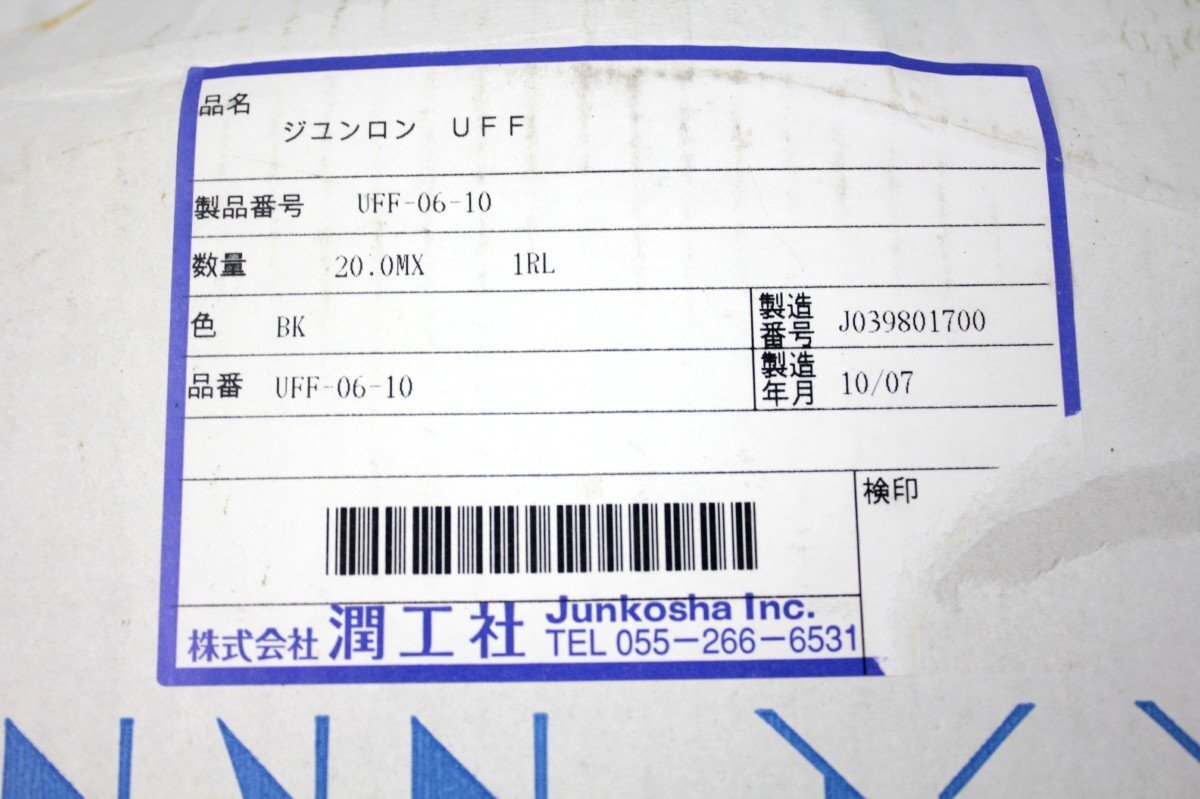 品名
ジユンロン　ＵＦＦ
製品番号 UFF-06-10
数量 20.0MX 1RL
色 BK
製造番号 J039801700
品番 UFF-06-10
製造年月 10/07
検印
株式会社 潤工社 Junkosha Inc.
TEL 055-266-6531